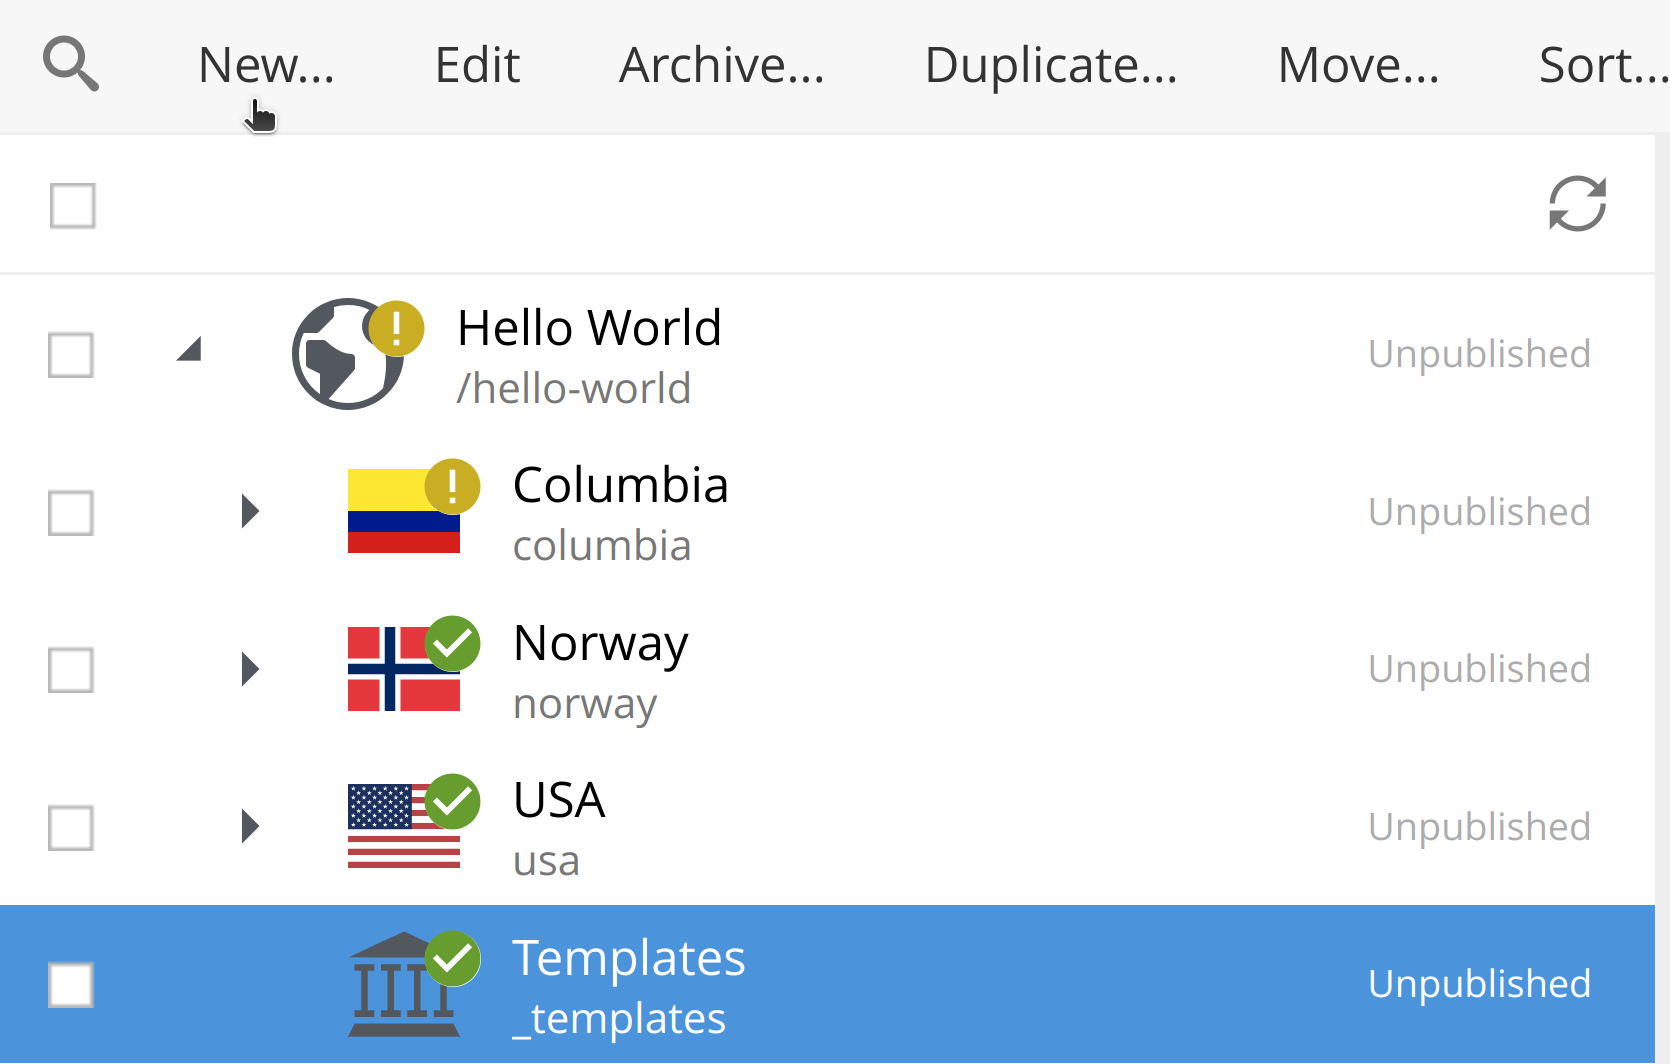 New... Edit Archive... Duplicate... Move... Sort...
Hello World
/hello-world
Unpublished
Columbia
columbia
Unpublished
Norway
norway
Unpublished
USA
usa
Unpublished
Templates
_templates
Unpublished